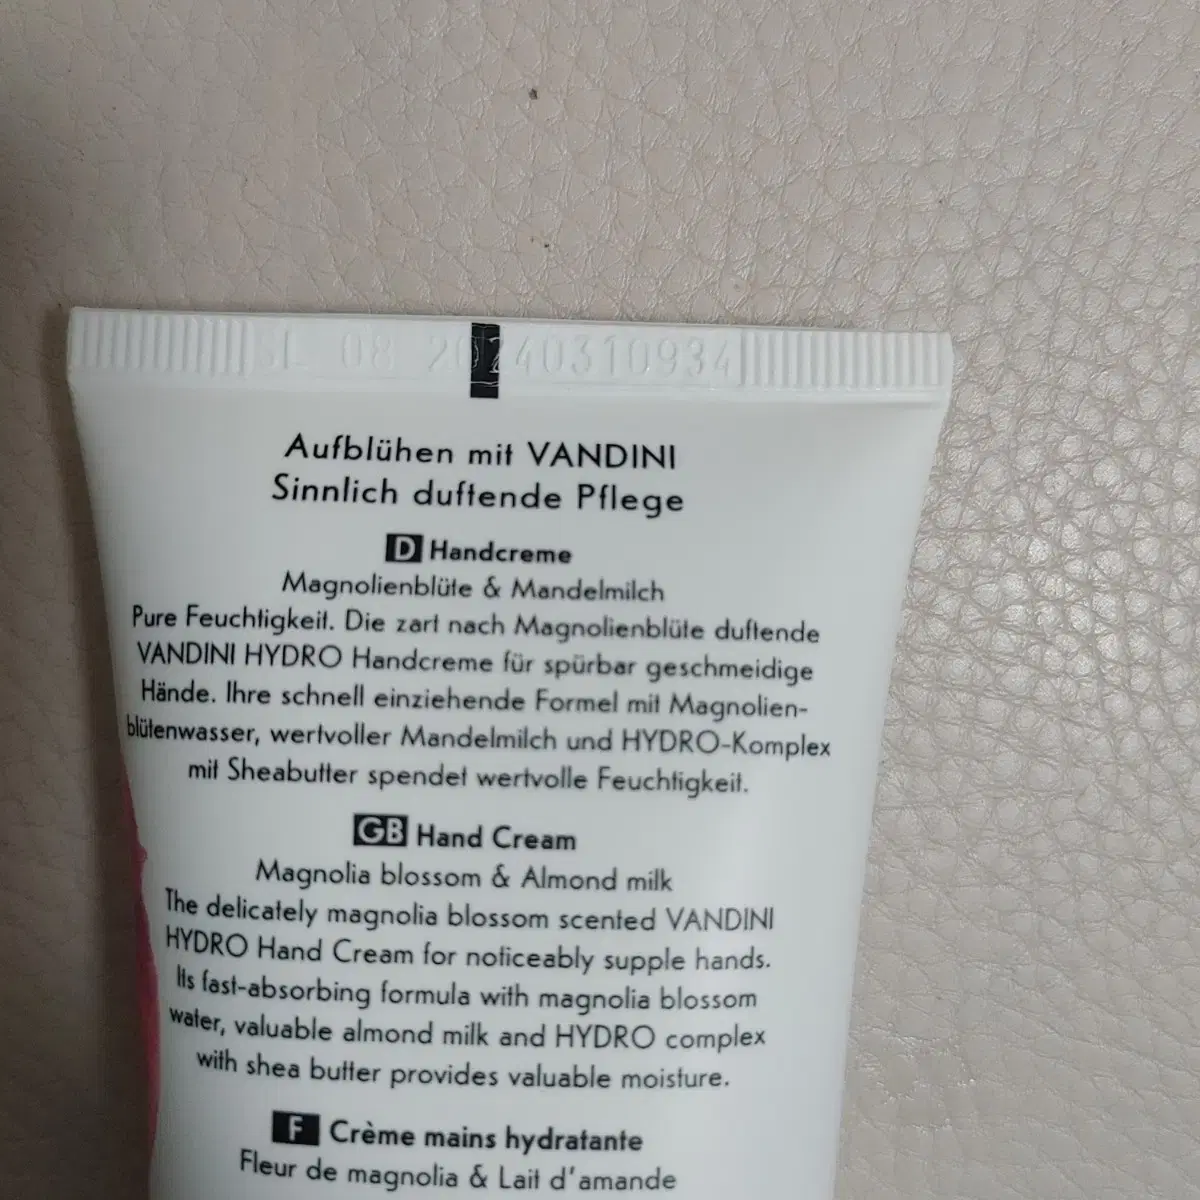 SL 08 20240310934
Aufblühen mit VANDINI
Sinnlich duftende Pflege
D Handcreme
Magnolienblüte & Mandelmilch
Pure Feuchtigkeit. Die zart nach Magnolienblüte duftende
VANDINI HYDRO Handcreme für spürbar geschmeidige
Hände. Ihre schnell einziehende Formel mit Magnolien-
blütenwasser, wertvoller Mandelmilch und HYDRO-Komplex
mit Sheabutter spendet wertvolle Feuchtigkeit.
GB Hand Cream
Magnolia blossom & Almond milk
The delicately magnolia blossom scented VANDINI
HYDRO Hand Cream for noticeably supple hands.
Its fast-absorbing formula with magnolia blossom
water, valuable almond milk and HYDRO complex
with shea butter provides valuable moisture.
F Crème mains hydratante
Fleur de magnolia & Lait d'amande